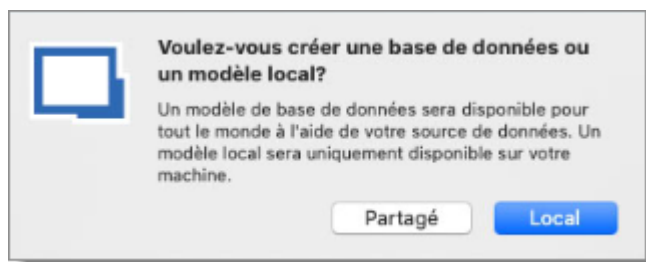 Voulez-vous créer une base de données ou
un modèle local?
Un modèle de base de données sera disponible pour
tout le monde à l'aide de votre source de données. Un
modèle local sera uniquement disponible sur votre
machine.
Partagé
Local